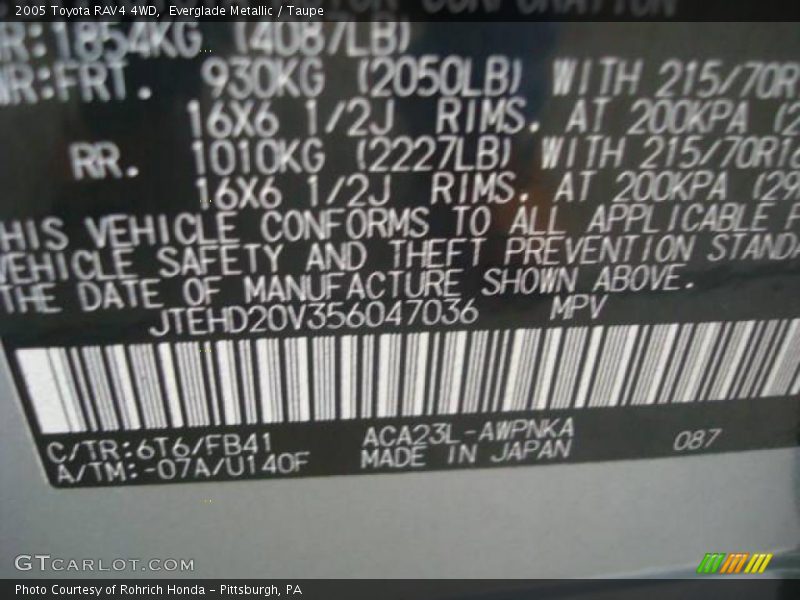 2005 Toyota RAV4 4WD, Everglade Metallic / Taupe
R:1854KG (4087LB)
WR:FRT. 930KG (2050LB) WITH 215/70R
16X6 1/2J RIMS. AT 200KPA (2
RR. 1010KG (2227LB) WITH 215/70R16
16X6 1/2J RIMS. AT 200KPA (29
HIS VEHICLE CONFORMS TO ALL APPLICABLE F
VEHICLE SAFETY AND THEFT PREVENTION STANDA
THE DATE OF MANUFACTURE SHOWN ABOVE.
JTEHD20V356047036 MPV
C/TR:6T6/FB41 ACA23L-AWPNKA 087
A/TM:-07A/U140F MADE IN JAPAN
GTCARLOT.COM
Photo Courtesy of Rohrich Honda - Pittsburgh, PA